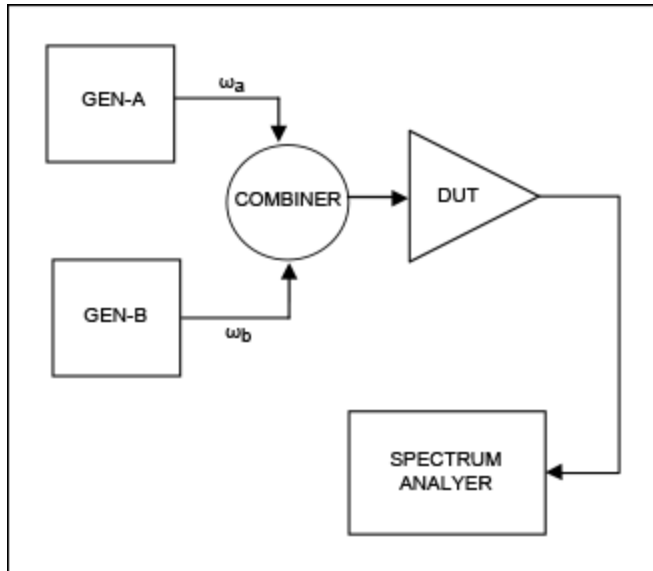 GEN-A
ωa
COMBINER
DUT
GEN-B
ωb
SPECTRUM
ANALYER